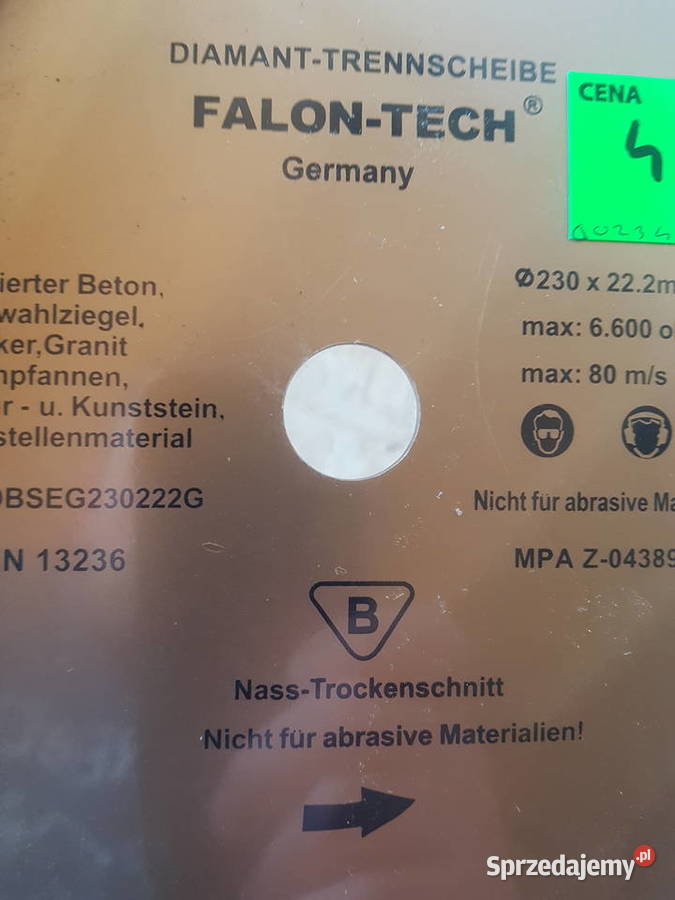 DIAMANT-TRENNSCHEIBE
FALON-TECH®
Germany
CENA
4
00234
ierter Beton,
wahlziegel,
ker,Granit
npfannen,
r - u. Kunststein,
stellenmaterial
DBSEG230222G
N 13236
Ø230 x 22.2m
max: 6.600 o
max: 80 m/s
Nicht für abrasive Ma
MPA Z-04389
B
Nass-Trockenschnitt
Nicht für abrasive Materialien!
Sprzedajemy.pl